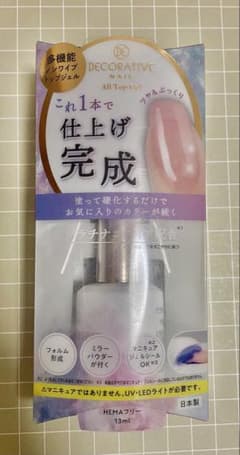 多機能
ノンワイプ
トップジェル
DE
DECORATIVE
NAIL
All Top Gel
ツヤ&ぷっくり
これ1本で
仕上げ
完成
塗って硬化するだけで
お気に入りのカラーが続く
フォルム
形成
ミラー
パウダー
が付く
マニキュア
ジェルシール
OK
⚠マニキュアではありません。UV・LEDライトが必要です。
HEMAフリー
13ml
日本製